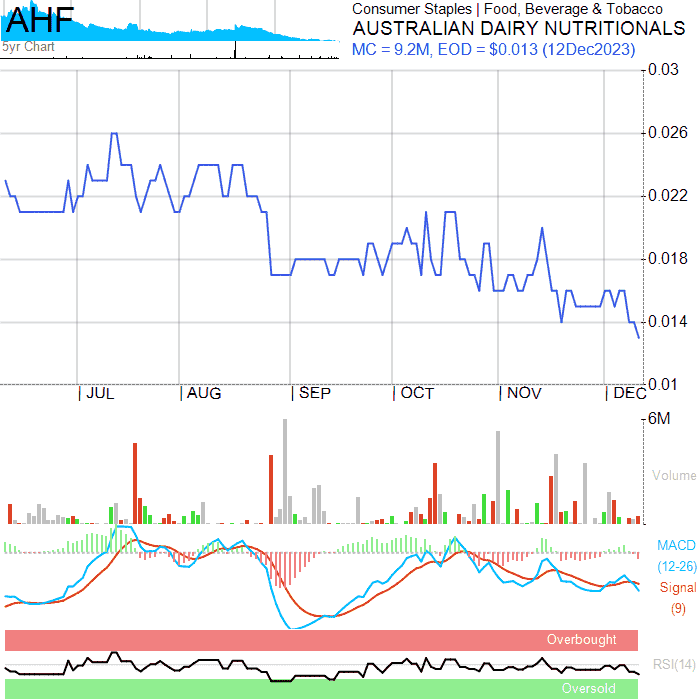 AHF
5yr Chart
Consumer Staples | Food, Beverage & Tobacco
AUSTRALIAN DAIRY NUTRITIONALS
MC = 9.2M, EOD = $0.013 (12Dec2023)
0.03
0.026
0.022
0.018
0.014
0.01
JUL
AUG
SEP
OCT
NOV
DEC
6M
Volume
MACD
(12-26)
Signal
(9)
Overbought
RSI(14)
Oversold